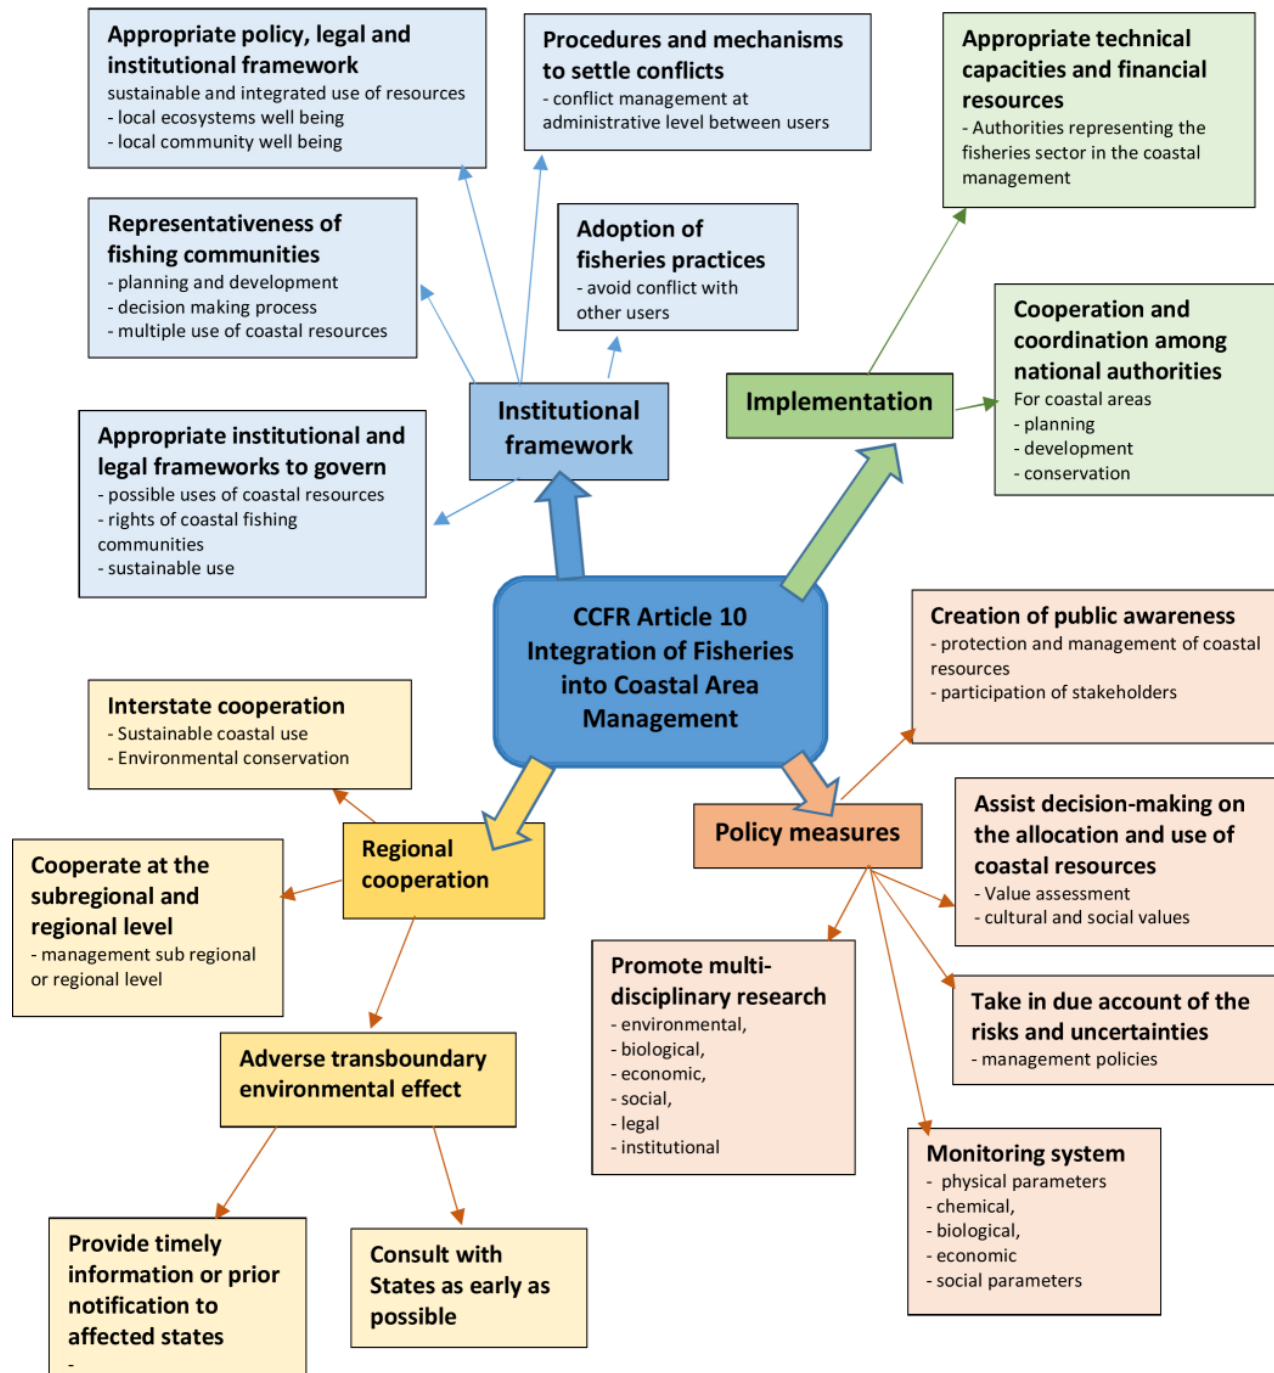 Appropriate policy, legal and
institutional framework
sustainable and integrated use of resources
- local ecosystems well being
- local community well being
Procedures and mechanisms
to settle conflicts
- conflict management at
administrative level between users
Appropriate technical
capacities and financial
resources
- Authorities representing the
fisheries sector in the coastal
management
Representativeness of
fishing communities
- planning and development
- decision making process
- multiple use of coastal resources
Adoption of
fisheries practices
- avoid conflict with
other users
Cooperation and
coordination among
national authorities
For coastal areas
- planning
- development
- conservation
Institutional
framework
Implementation
Appropriate institutional and
legal frameworks to govern
- possible uses of coastal resources
- rights of coastal fishing
communities
- sustainable use
CCFR Article 10
Integration of Fisheries
into Coastal Area
Management
Creation of public awareness
- protection and management of coastal
resources
- participation of stakeholders
Interstate cooperation
- Sustainable coastal use
- Environmental conservation
Policy measures
Assist decision-making on
the allocation and use of
coastal resources
- Value assessment
- cultural and social values
Regional
cooperation
Cooperate at the
subregional and
regional level
- management sub regional
or regional level
Promote multi-
disciplinary research
- environmental,
- biological,
- economic,
- social,
- legal
- institutional
Take in due account of the
risks and uncertainties
- management policies
Adverse transboundary
environmental effect
Monitoring system
- physical parameters
- chemical,
- biological,
- economic
- social parameters
Provide timely
information or prior
notification to
affected states
-
Consult with
States as early as
possible